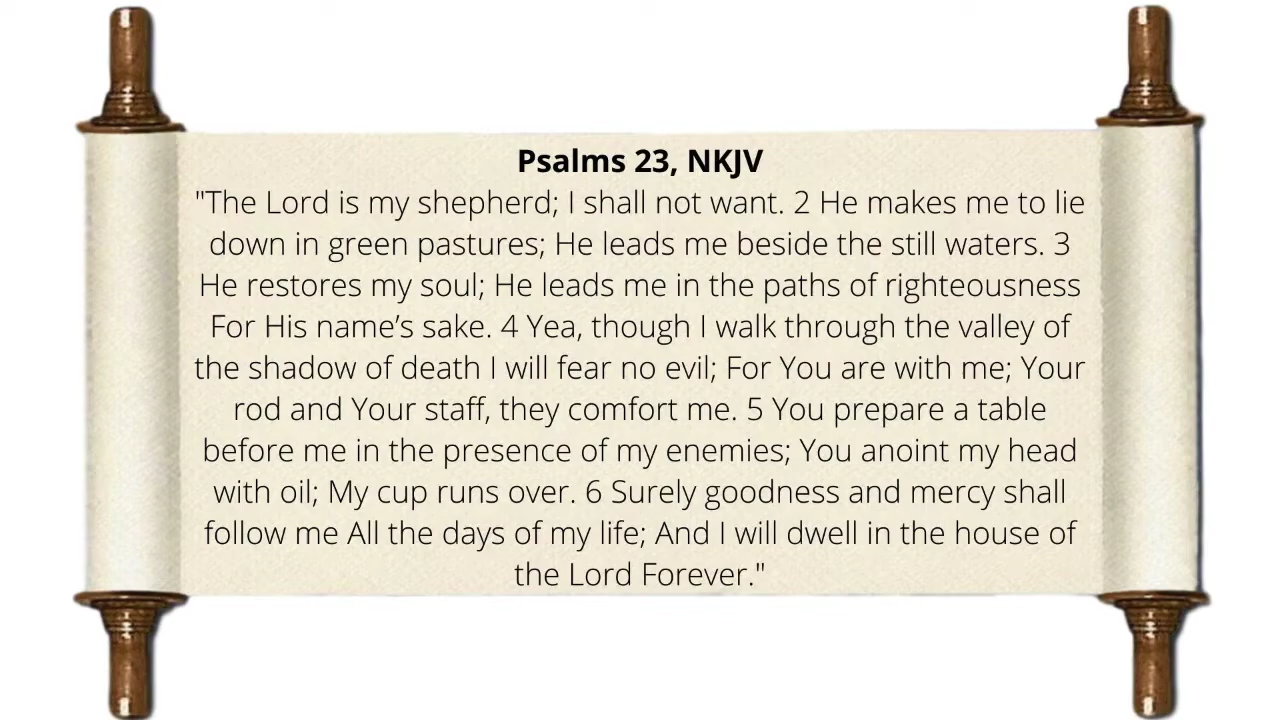 Psalms 23, NKJV
"The Lord is my shepherd; I shall not want. 2 He makes me to lie
down in green pastures; He leads me beside the still waters. 3
He restores my soul; He leads me in the paths of righteousness
For His name’s sake. 4 Yea, though I walk through the valley of
the shadow of death I will fear no evil; For You are with me; Your
rod and Your staff, they comfort me. 5 You prepare a table
before me in the presence of my enemies; You anoint my head
with oil; My cup runs over. 6 Surely goodness and mercy shall
follow me All the days of my life; And I will dwell in the house of
the Lord Forever."